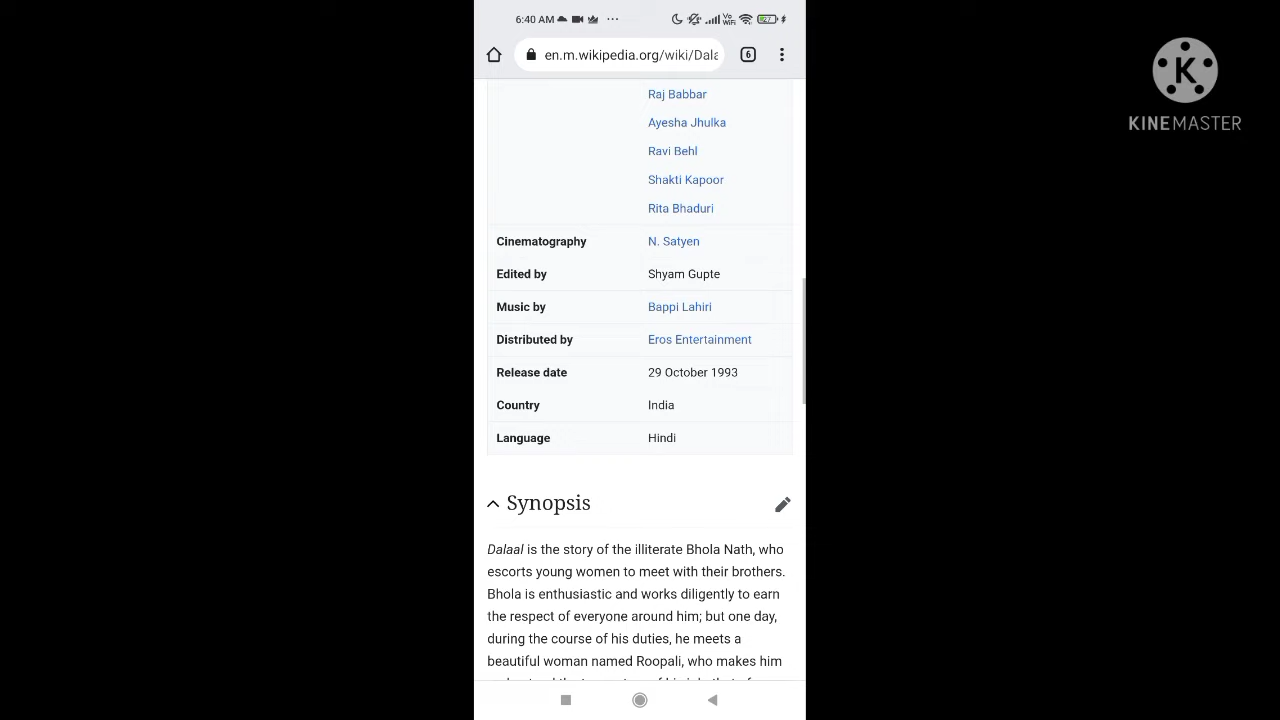 6:40 AM
Vo
WiFi
27
en.m.wikipedia.org/wiki/Dala
6
Raj Babbar
Ayesha Jhulka
Ravi Behl
Shakti Kapoor
Rita Bhaduri
Cinematography N. Satyen
Edited by Shyam Gupte
Music by Bappi Lahiri
Distributed by Eros Entertainment
Release date 29 October 1993
Country India
Language Hindi
Synopsis
Dalaal is the story of the illiterate Bhola Nath, who
escorts young women to meet with their brothers.
Bhola is enthusiastic and works diligently to earn
the respect of everyone around him; but one day,
during the course of his duties, he meets a
beautiful woman named Roopali, who makes him
K
KINEMASTER